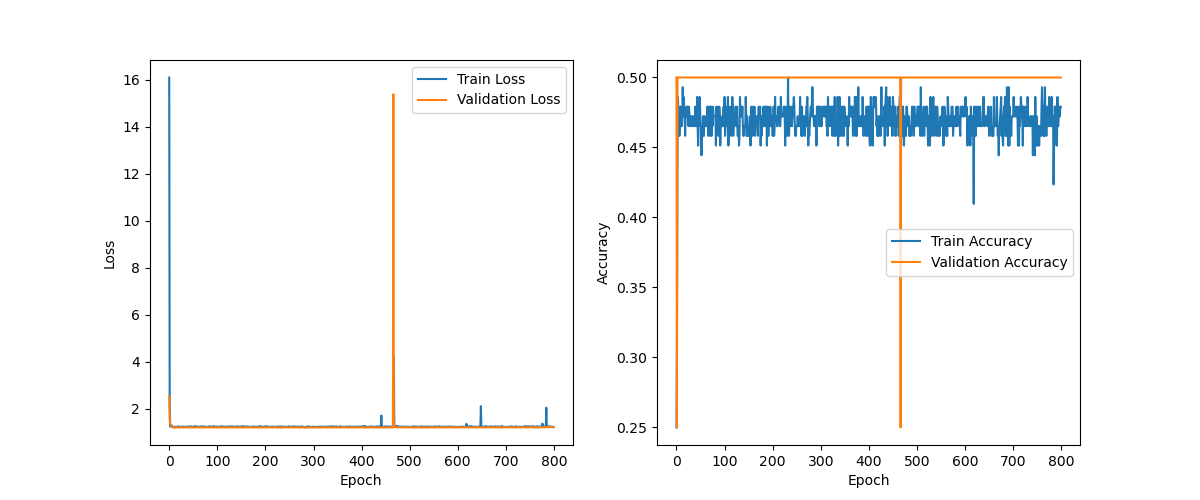 16
14
12
10
8
6
4
2
0 100 200 300 400 500 600 700 800
Epoch
Loss
Train Loss
Validation Loss
0.50
0.45
0.40
0.35
0.30
0.25
0 100 200 300 400 500 600 700 800
Epoch
Accuracy
Train Accuracy
Validation Accuracy